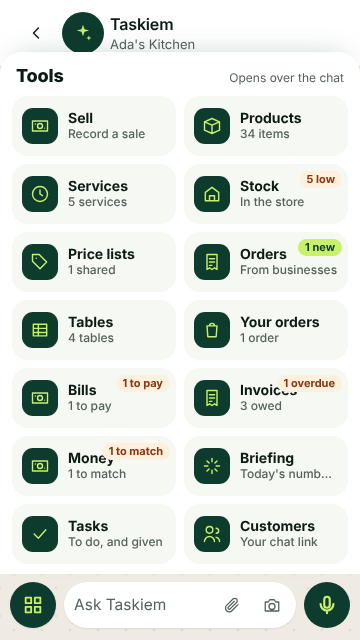 Taskiem
Ada's Kitchen
Tools
Opens over the chat
Sell
Record a sale
Products
34 items
Services
5 services
5 low
Stock
In the store
Price lists
1 shared
1 new
Orders
From businesses
Tables
4 tables
Your orders
1 order
1 to pay
Bills
1 to pay
1 overdue
Invoices
3 owed
1 to match
Money
1 to match
Briefing
Today's numb...
Tasks
To do, and given
Customers
Your chat link
Ask Taskiem